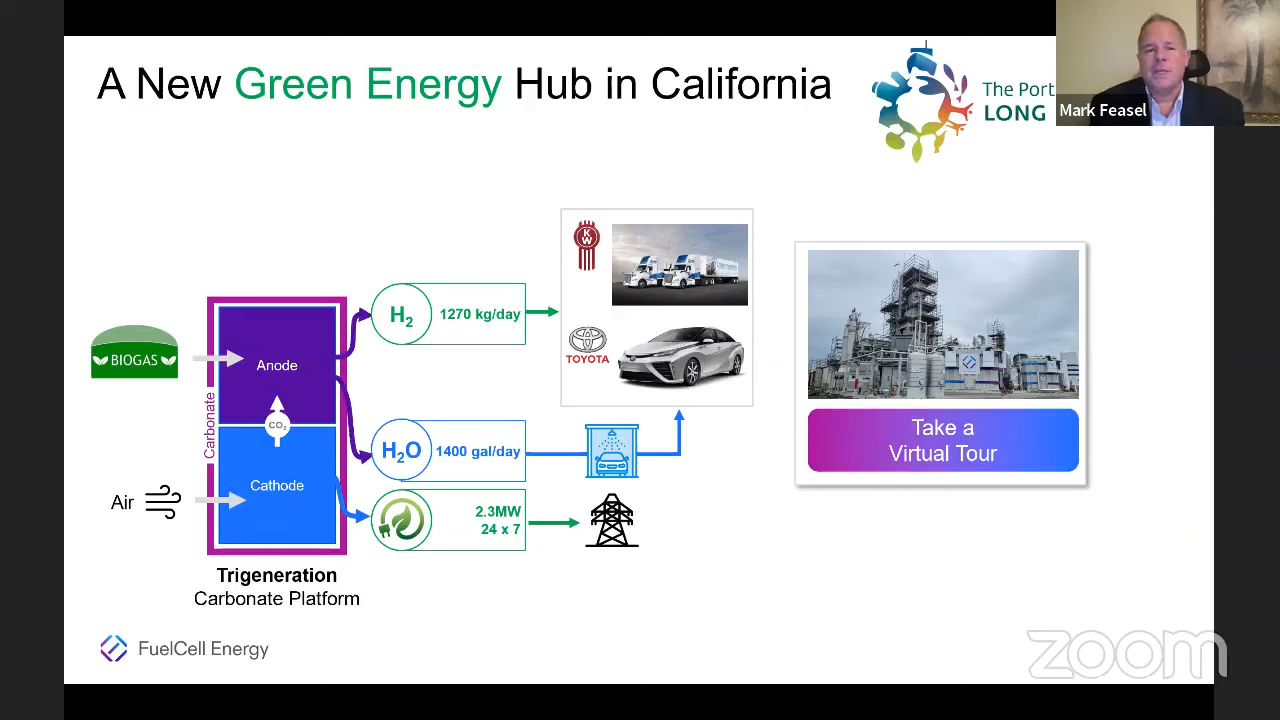 A New Green Energy Hub in California
The Port
LONG
Mark Feasel
KW
H₂
1270 kg/day
BIOGAS
Anode
TOYOTA
Carbonate
CO₂
Take a
Virtual Tour
H₂O
1400 gal/day
Cathode
Air
2.3MW
24 x 7
Trigeneration
Carbonate Platform
FuelCell Energy
zoom